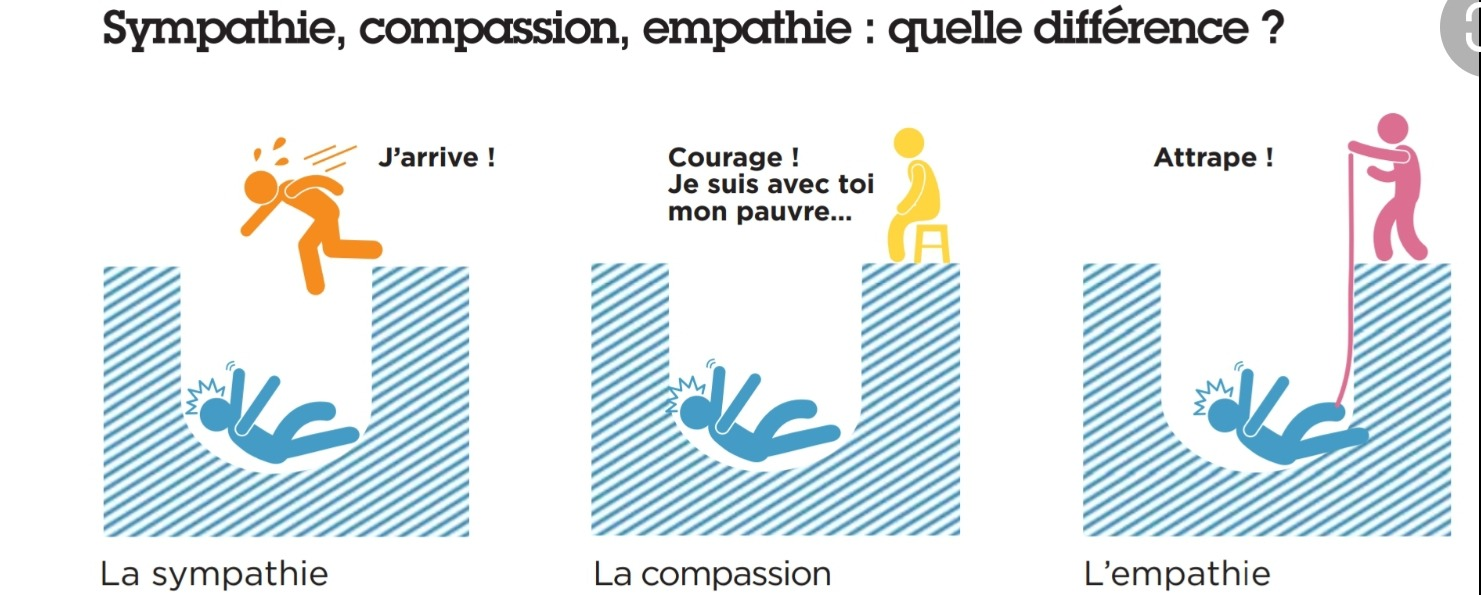 Sympathie, compassion, empathie : quelle différence ?
J’arrive !
Courage !
Je suis avec toi
mon pauvre...
Attrape !
La sympathie
La compassion
L’empathie